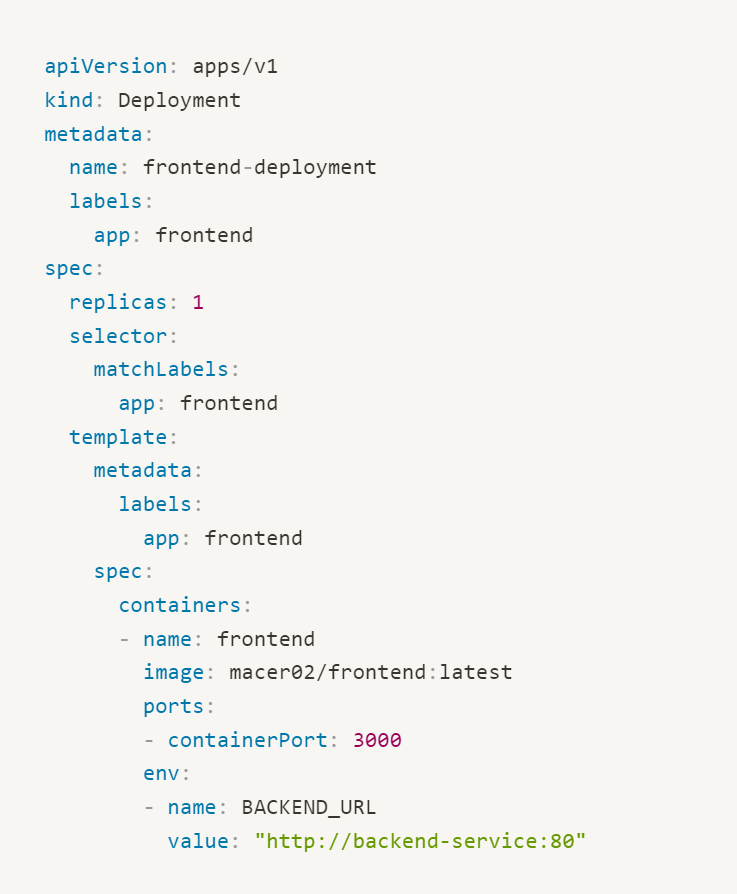 apiVersion: apps/v1
kind: Deployment
metadata:
  name: frontend-deployment
  labels:
    app: frontend
spec:
  replicas: 1
  selector:
    matchLabels:
      app: frontend
  template:
    metadata:
      labels:
        app: frontend
    spec:
      containers:
      - name: frontend
        image: macer02/frontend:latest
        ports:
        - containerPort: 3000
        env:
        - name: BACKEND_URL
          value: "http://backend-service:80"